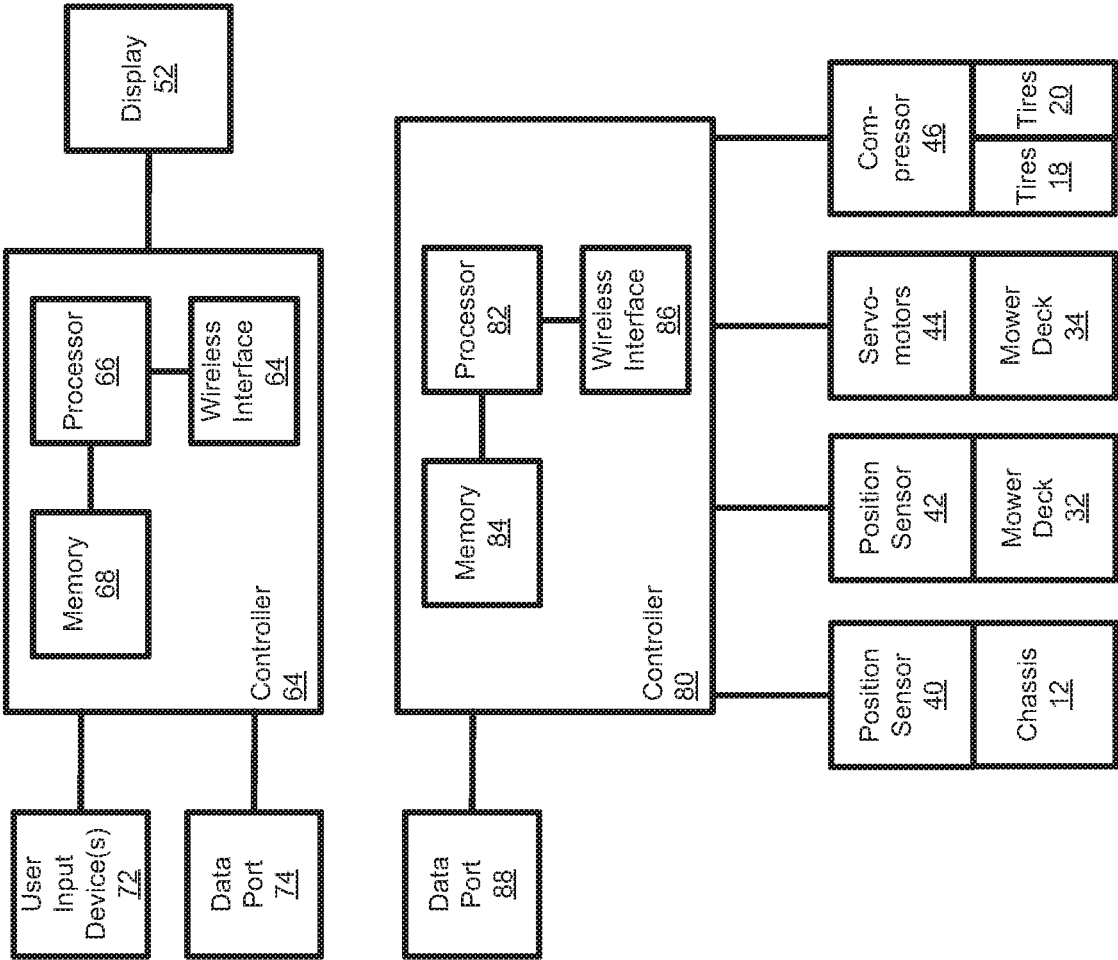 User
Input
Device(s)
72
Memory
68
Processor
66
Display
52
Data
Port
74
Wireless
Interface
64
Controller
64
Data
Port
88
Memory
84
Processor
82
Wireless
Interface
86
Controller
80
Position
Sensor
40
Chassis
12
Position
Sensor
42
Mower
Deck
32
Servo-
motors
44
Mower
Deck
34
Com-
pressor
46
Tires
18
Tires
20